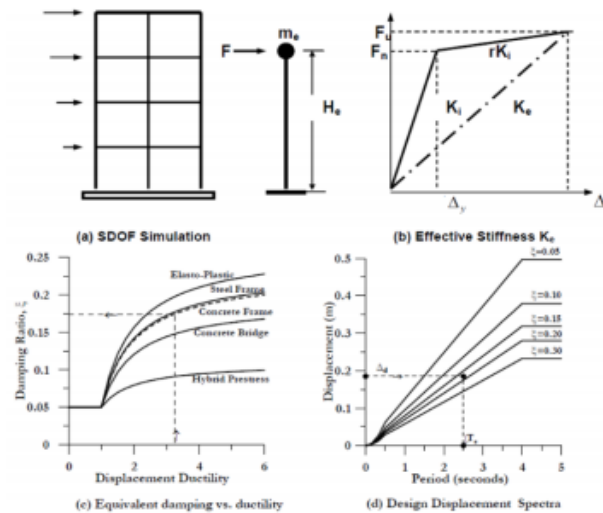 mₑ
F
Hₑ
Fᵤ
Fₙ
rKᵢ
Kᵢ
Kₑ
Δy
Δ
(a) SDOF Simulation
(b) Effective Stiffness Kₑ
0.25
0.2
0.15
0.1
0.05
0
Damping Ratio, ξ
Elasto-Plastic
Steel Frame
Concrete Frame
Concrete Bridge
Hybrid Prestress
0 2 4 6
Displacement Ductility
(c) Equivalent damping vs. ductility
0.5
0.4
0.3
0.2
0.1
0
Displacement (m)
ξ=0.05
ξ=0.10
ξ=0.15
ξ=0.20
ξ=0.30
Δd
Tₑ
0 1 2 3 4 5
Period (seconds)
(d) Design Displacement Spectra